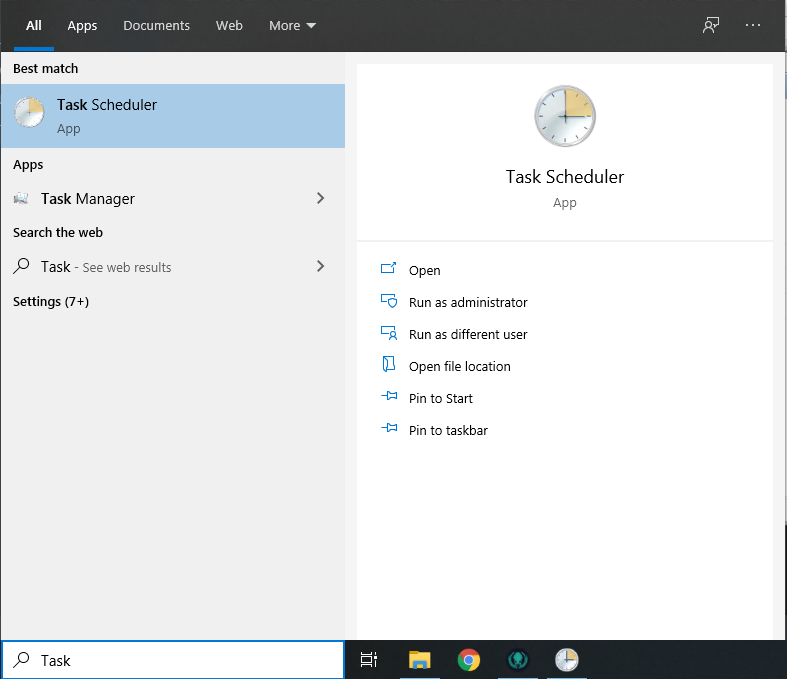 All Apps Documents Web More
Best match
Task Scheduler
App
Apps
Task Manager
Search the web
Task - See web results
Settings (7+)
Task Scheduler
App
Open
Run as administrator
Run as different user
Open file location
Pin to Start
Pin to taskbar
Task